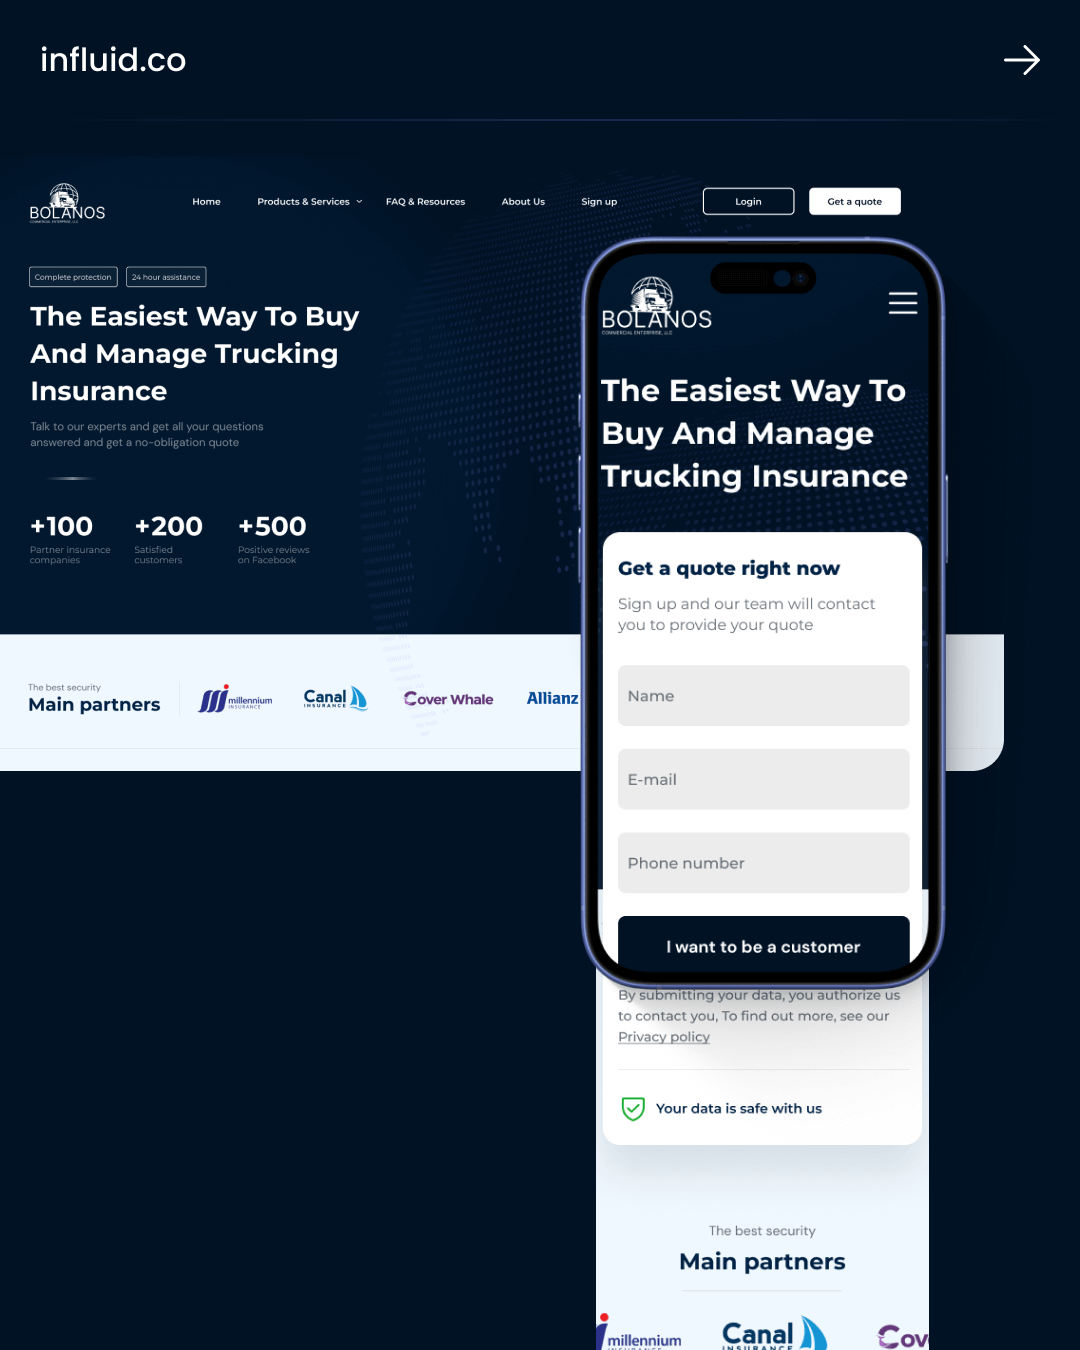 influid.co
BOLANOS
COMMERCIAL ENTERPRISE, LLC
Home
Products & Services
FAQ & Resources
About Us
Sign up
Login
Get a quote
Complete protection
24 hour assistance
The Easiest Way To Buy
And Manage Trucking
Insurance
Talk to our experts and get all your questions
answered and get a no-obligation quote
+100
Partner insurance
companies
+200
Satisfied
customers
+500
Positive reviews
on Facebook
The best security
Main partners
millennium
INSURANCE
Canal
INSURANCE
Cover Whale
Allianz
BOLANOS
COMMERCIAL ENTERPRISE, LLC
The Easiest Way To
Buy And Manage
Trucking Insurance
Get a quote right now
Sign up and our team will contact
you to provide your quote
Name
E-mail
Phone number
I want to be a customer
By submitting your data, you authorize us
to contact you, To find out more, see our
Privacy policy
Your data is safe with us
The best security
Main partners
millennium
INSURANCE
Canal
INSURANCE
Cov